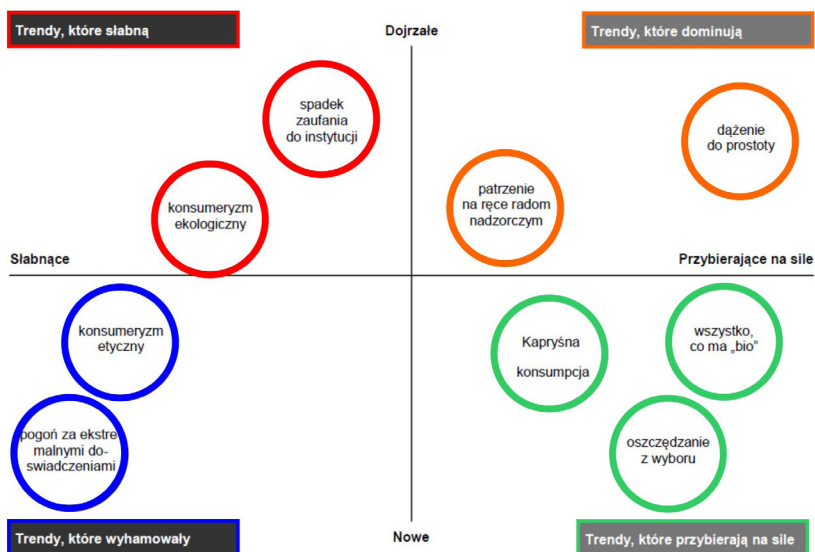 Trendy, które słabną
Dojrzałe
Trendy, które dominują
spadek
zaufania
do instytucji
dążenie
do prostoty
konsumeryzm
ekologiczny
patrzenie
na ręce radom
nadzorczym
Słabnące
Przybierające na sile
konsumeryzm
etyczny
Kapryśna
konsumpcja
wszystko,
co ma „bio”
pogoń za ekstre
malnymi do-
swiadczeniami
oszczędzanie
z wyboru
Trendy, które wyhamowały
Nowe
Trendy, które przybierają na sile